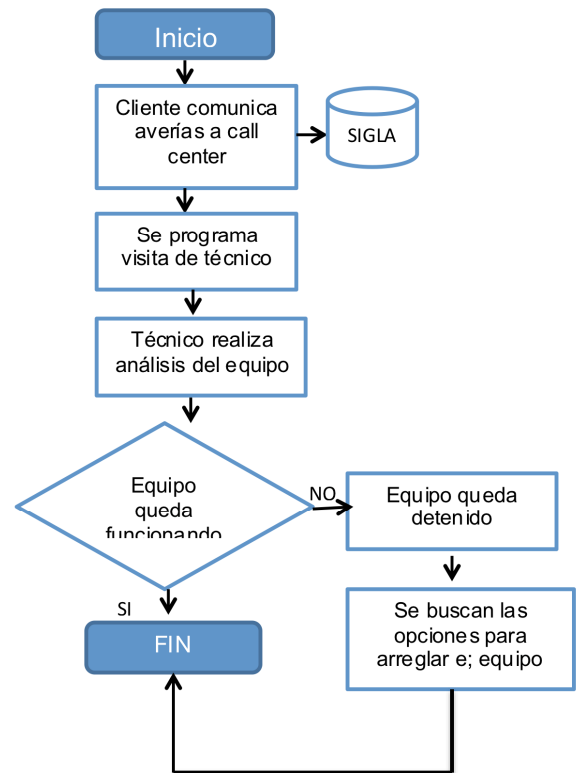 Inicio
Cliente comunica
averías a call
center
SIGLA
Se programa
visita de técnico
Técnico realiza
análisis del equipo
Equipo
queda
funcionando
NO
Equipo queda
detenido
SI
FIN
Se buscan las
opciones para
arreglar e; equipo